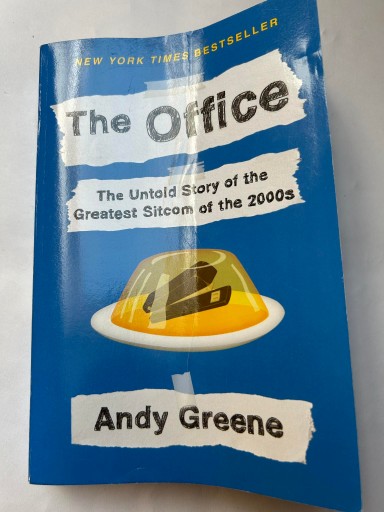 NEW YORK TIMES BESTSELLER
The Office
The Untold Story of the
Greatest Sitcom of the 2000s
Andy Greene